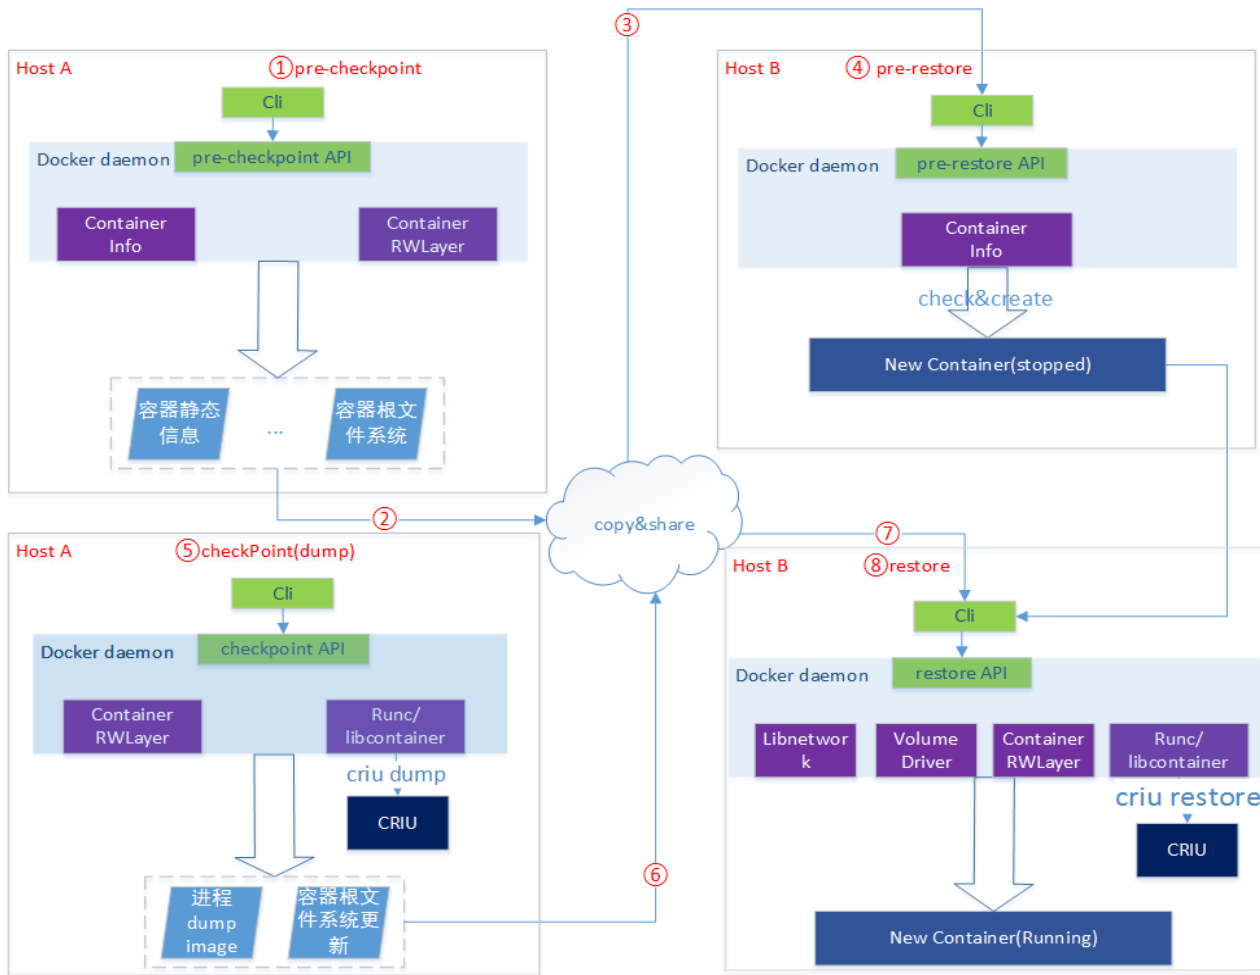 ③
Host A
①pre-checkpoint
Cli
Docker daemon
pre-checkpoint API
Container
Info
Container
RWLayer
容器静态
信息
...
容器根文
件系统
②
Host B
④ pre-restore
Cli
Docker daemon
pre-restore API
Container
Info
check&create
New Container(stopped)
copy&share
Host A
⑤checkPoint(dump)
Cli
Docker daemon
checkpoint API
Container
RWLayer
Runc/
libcontainer
criu dump
CRIU
进程
dump
image
容器根文
件系统更
新
⑥
⑦
Host B
⑧restore
Cli
Docker daemon
restore API
Libnetwor
k
Volume
Driver
Container
RWLayer
Runc/
libcontainer
criu restore
CRIU
New Container(Running)